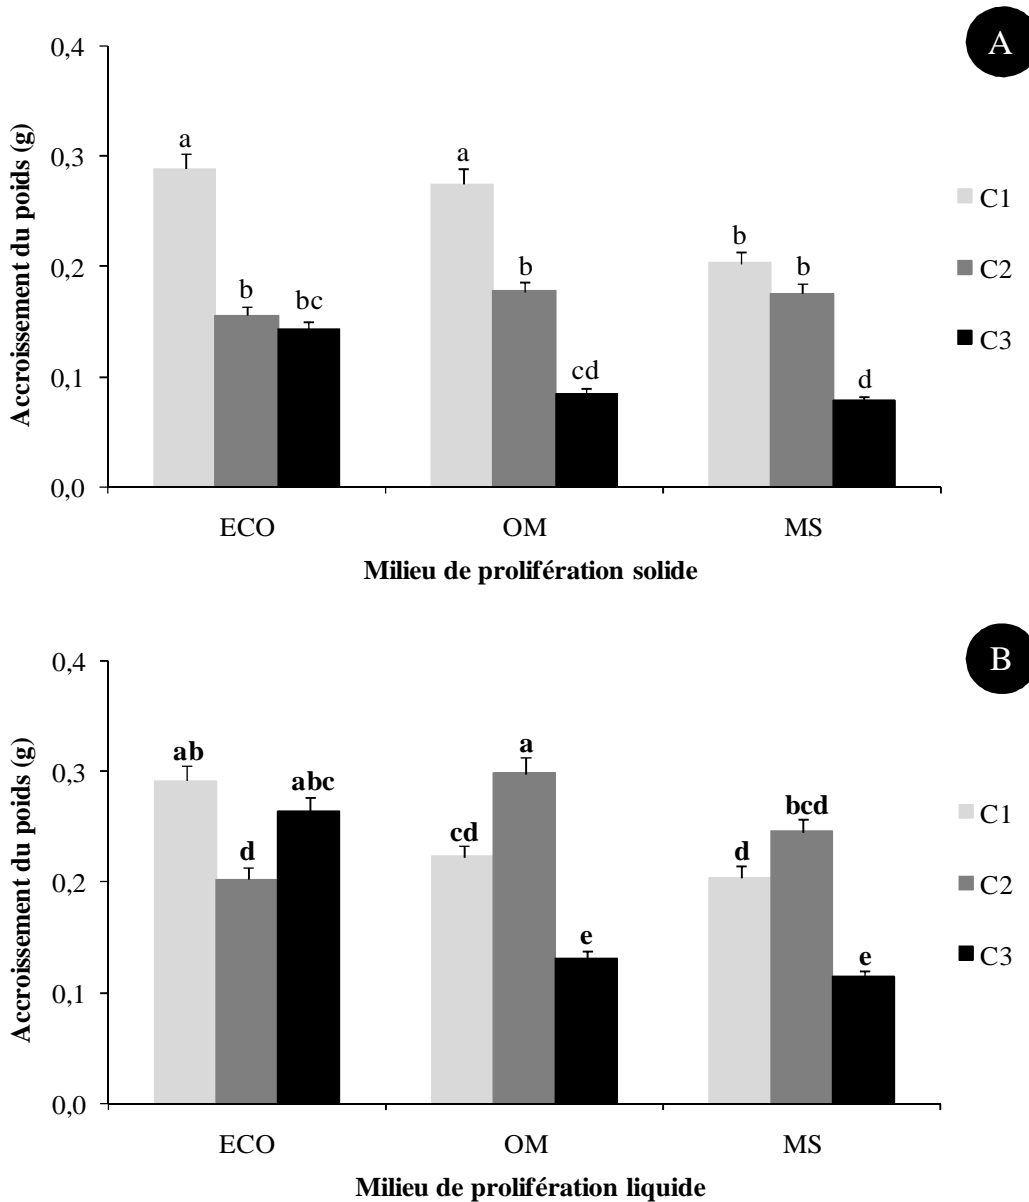 A
0,4
0,3
0,2
0,1
0,0
Accroissement du poids (g)
a
b
bc
a
b
cd
b
b
d
C1
C2
C3
ECO
OM
MS
Milieu de prolifération solide
B
0,4
0,3
0,2
0,1
0,0
Accroissement du poids (g)
ab
d
abc
cd
a
e
d
bcd
e
C1
C2
C3
ECO
OM
MS
Milieu de prolifération liquide